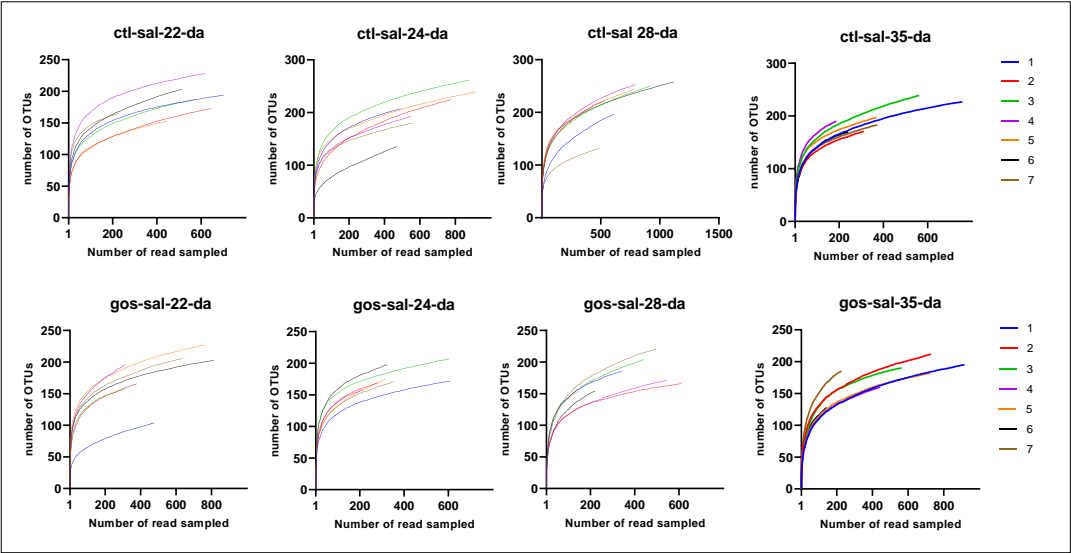 ctl-sal-22-da
number of OTUs
250
200
150
100
50
0
1 200 400 600
Number of read sampled
ctl-sal-24-da
number of OTUs
300
200
100
0
1 200 400 600 800
Number of read sampled
ctl-sal 28-da
number of OTUs
300
200
100
0
500 1000 1500
Number of read sampled
ctl-sal-35-da
number of OTUs
300
200
100
0
1 200 400 600
Number of read sampled
1
2
3
4
5
6
7
gos-sal-22-da
number of OTUs
250
200
150
100
50
0
1 200 400 600 800
Number of read sampled
gos-sal-24-da
number of OTUs
250
200
150
100
50
0
1 200 400 600
Number of read sampled
gos-sal-28-da
number of OTUs
250
200
150
100
50
0
1 200 400 600
Number of read sampled
gos-sal-35-da
number of OTUs
250
200
150
100
50
0
1 200 400 600 800
Number of read sampled
1
2
3
4
5
6
7